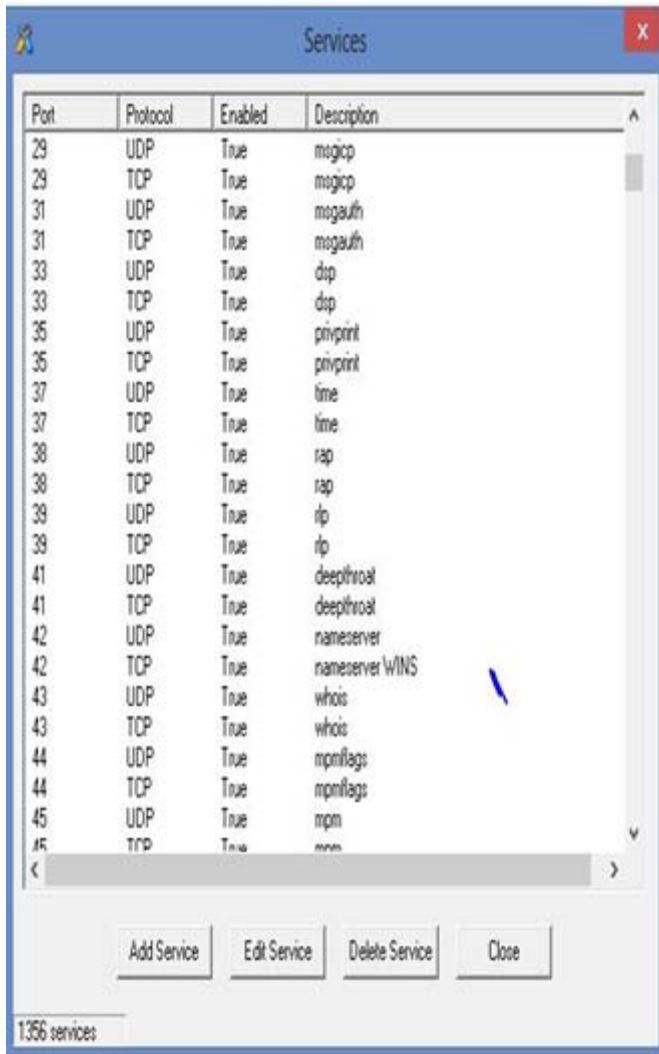 Services
X
Port Protocol Enabled Description
29 UDP True msgicp
29 TCP True msgicp
31 UDP True msgauth
31 TCP True msgauth
33 UDP True dsp
33 TCP True dsp
35 UDP True privprint
35 TCP True privprint
37 UDP True time
37 TCP True time
38 UDP True rap
38 TCP True rap
39 UDP True rlp
39 TCP True rlp
41 UDP True deepthroat
41 TCP True deepthroat
42 UDP True nameserver
42 TCP True nameserver WINS
43 UDP True whois
43 TCP True whois
44 UDP True mpmflags
44 TCP True mpmflags
45 UDP True mpm
45 TCP True mpm
Add Service Edit Service Delete Service Close
1356 services